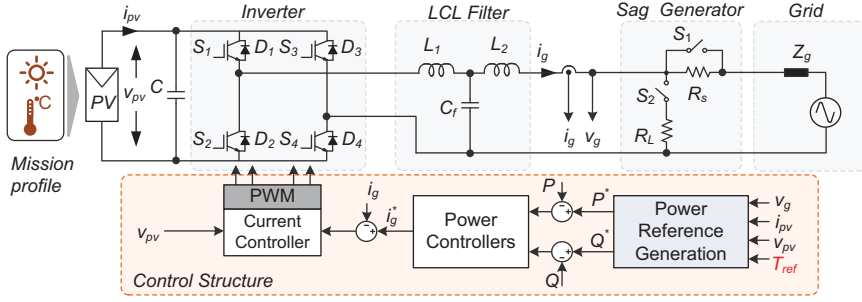 Inverter
LCL Filter
Sag Generator
Grid
i_pv
S_1 D_1 S_3 D_3
L_1
L_2
i_g
S_1
Z_g
°C
PV
v_pv
C
C_f
S_2
R_s
i_g
v_g
R_L
S_2 D_2 S_4 D_4
Mission profile
PWM
Current Controller
v_pv
i_g
i_g^*
Power Controllers
P
P^*
Q^*
Q
Power Reference Generation
v_g
i_pv
v_pv
T_ref
Control Structure